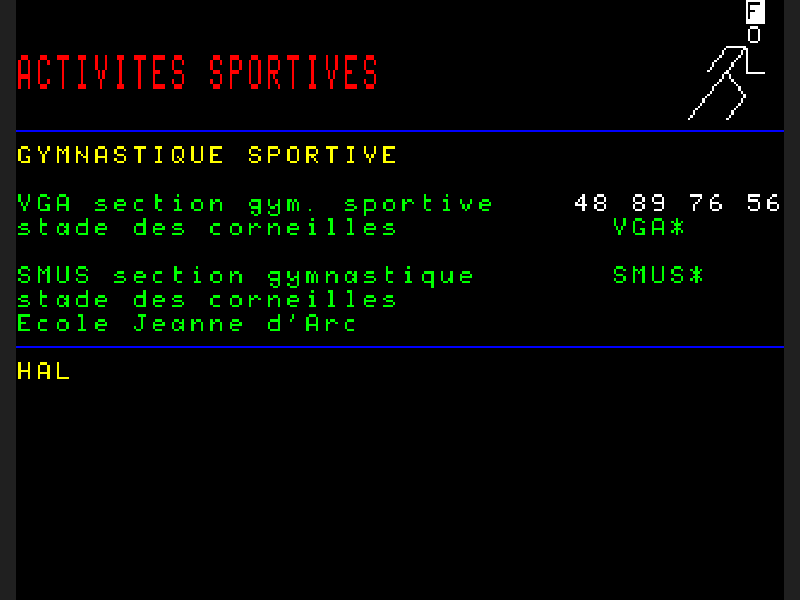 F
ACTIVITES SPORTIVES
GYMNASTIQUE SPORTIVE
VGA section gym. sportive 48 89 76 56
stade des corneilles VGA*
SMUS section gymnastique SMUS*
stade des corneilles
Ecole Jeanne d'Arc
HAL